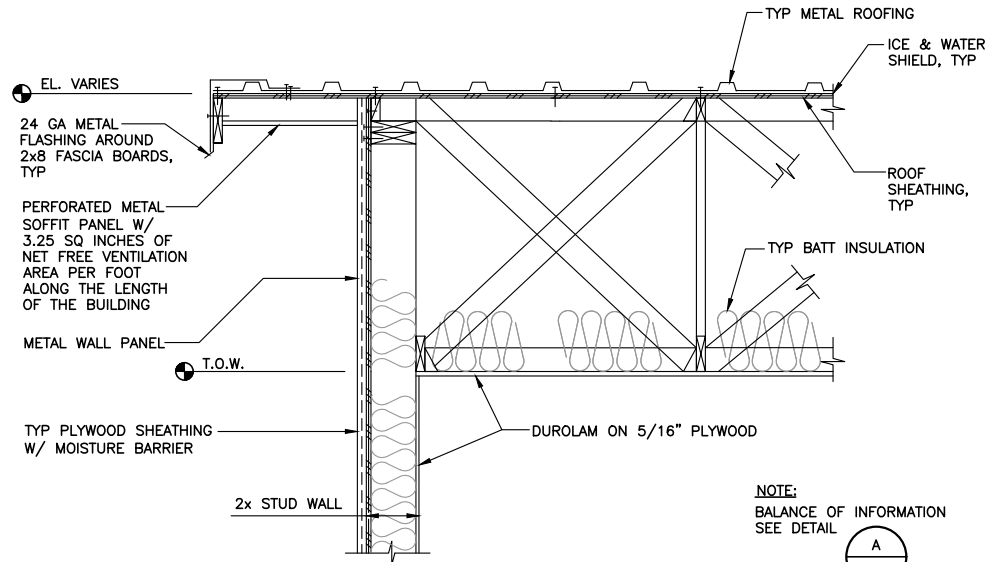 TYP METAL ROOFING
ICE & WATER
SHIELD, TYP
EL. VARIES
24 GA METAL
FLASHING AROUND
2x8 FASCIA BOARDS,
TYP
ROOF
SHEATHING,
TYP
PERFORATED METAL
SOFFIT PANEL W/
3.25 SQ INCHES OF
NET FREE VENTILATION
AREA PER FOOT
ALONG THE LENGTH
OF THE BUILDING
TYP BATT INSULATION
METAL WALL PANEL
T.O.W.
TYP PLYWOOD SHEATHING
W/ MOISTURE BARRIER
DUROLAM ON 5/16" PLYWOOD
2x STUD WALL
NOTE:
BALANCE OF INFORMATION
SEE DETAIL
A